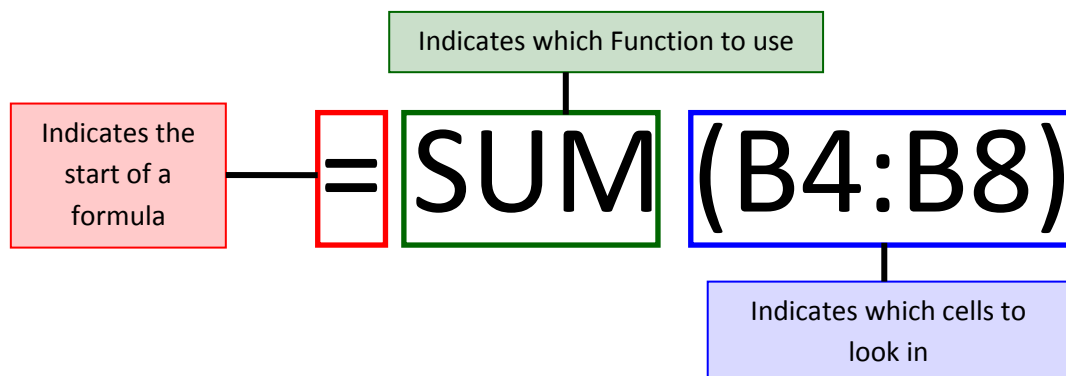 Indicates which Function to use
Indicates the
start of a
formula
= SUM (B4:B8)
Indicates which cells to
look in